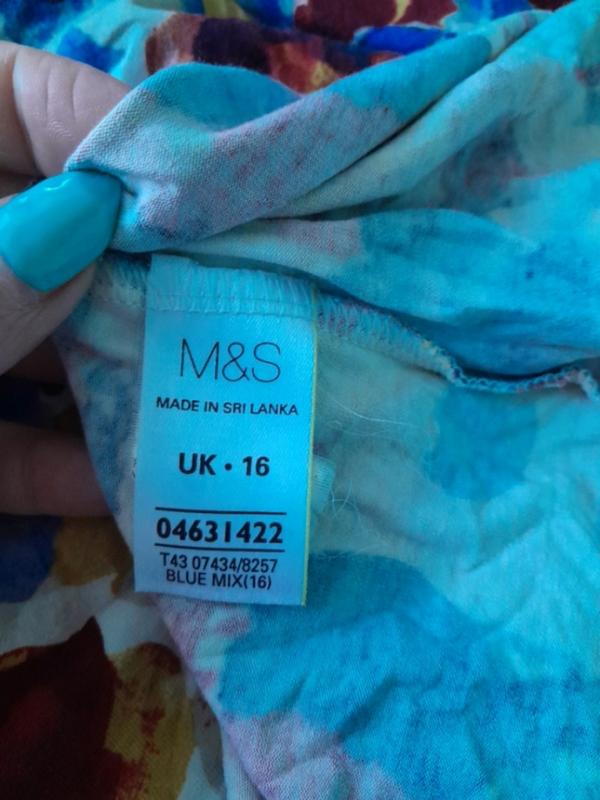 M&S
MADE IN SRI LANKA
UK • 16
04631422
T43 07434/8257
BLUE MIX(16)